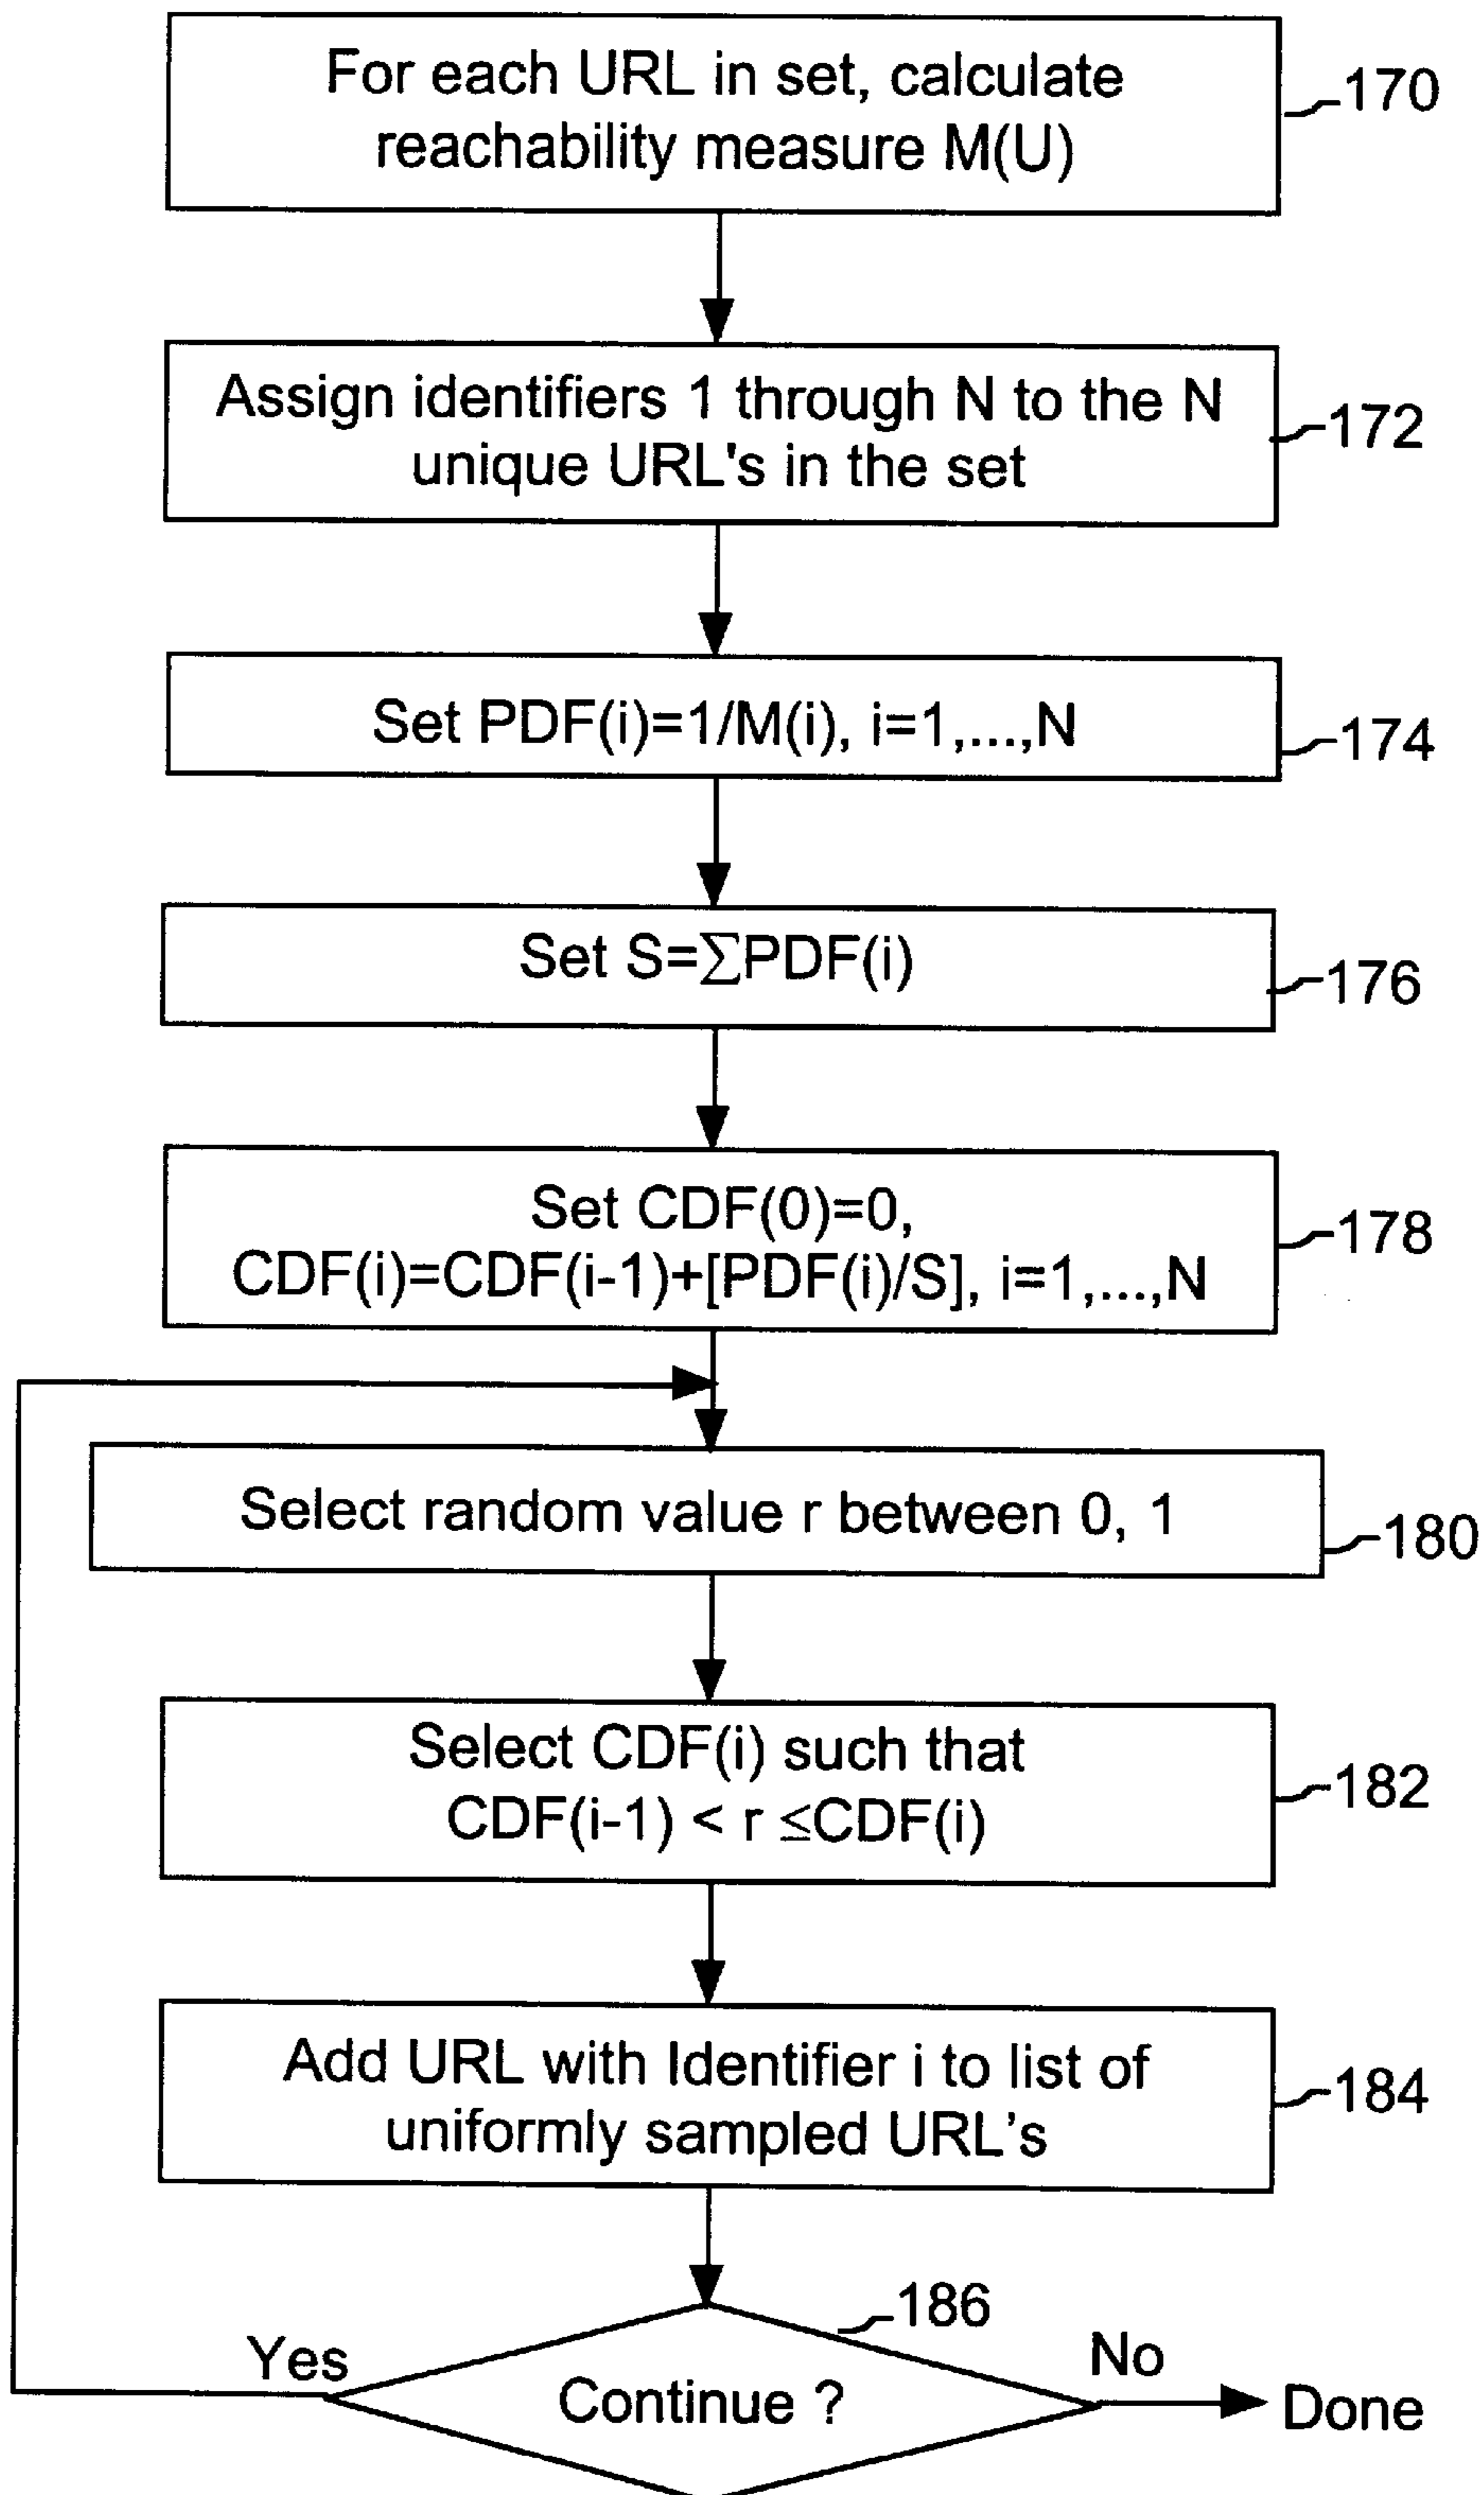 For each URL in set, calculate
reachability measure M(U)
170
Assign identifiers 1 through N to the N
unique URL's in the set
172
Set PDF(i)=1/M(i), i=1,...,N
174
Set S=∑PDF(i)
176
Set CDF(0)=0,
CDF(i)=CDF(i-1)+[PDF(i)/S], i=1,...,N
178
Select random value r between 0, 1
180
Select CDF(i) such that
CDF(i-1) < r ≤CDF(i)
182
Add URL with Identifier i to list of
uniformly sampled URL’s
184
186
Yes
Continue ?
No
Done